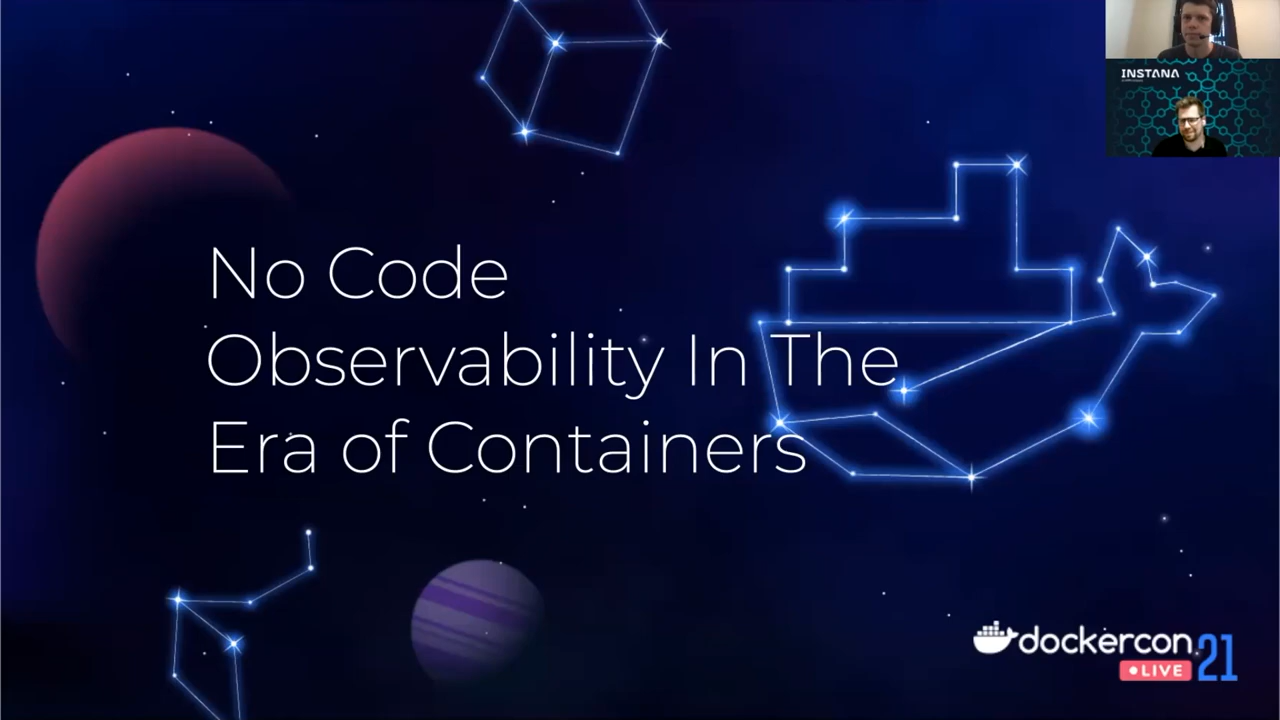 INSTANA
No Code
Observability In The
Era of Containers
dockercon
LIVE
21